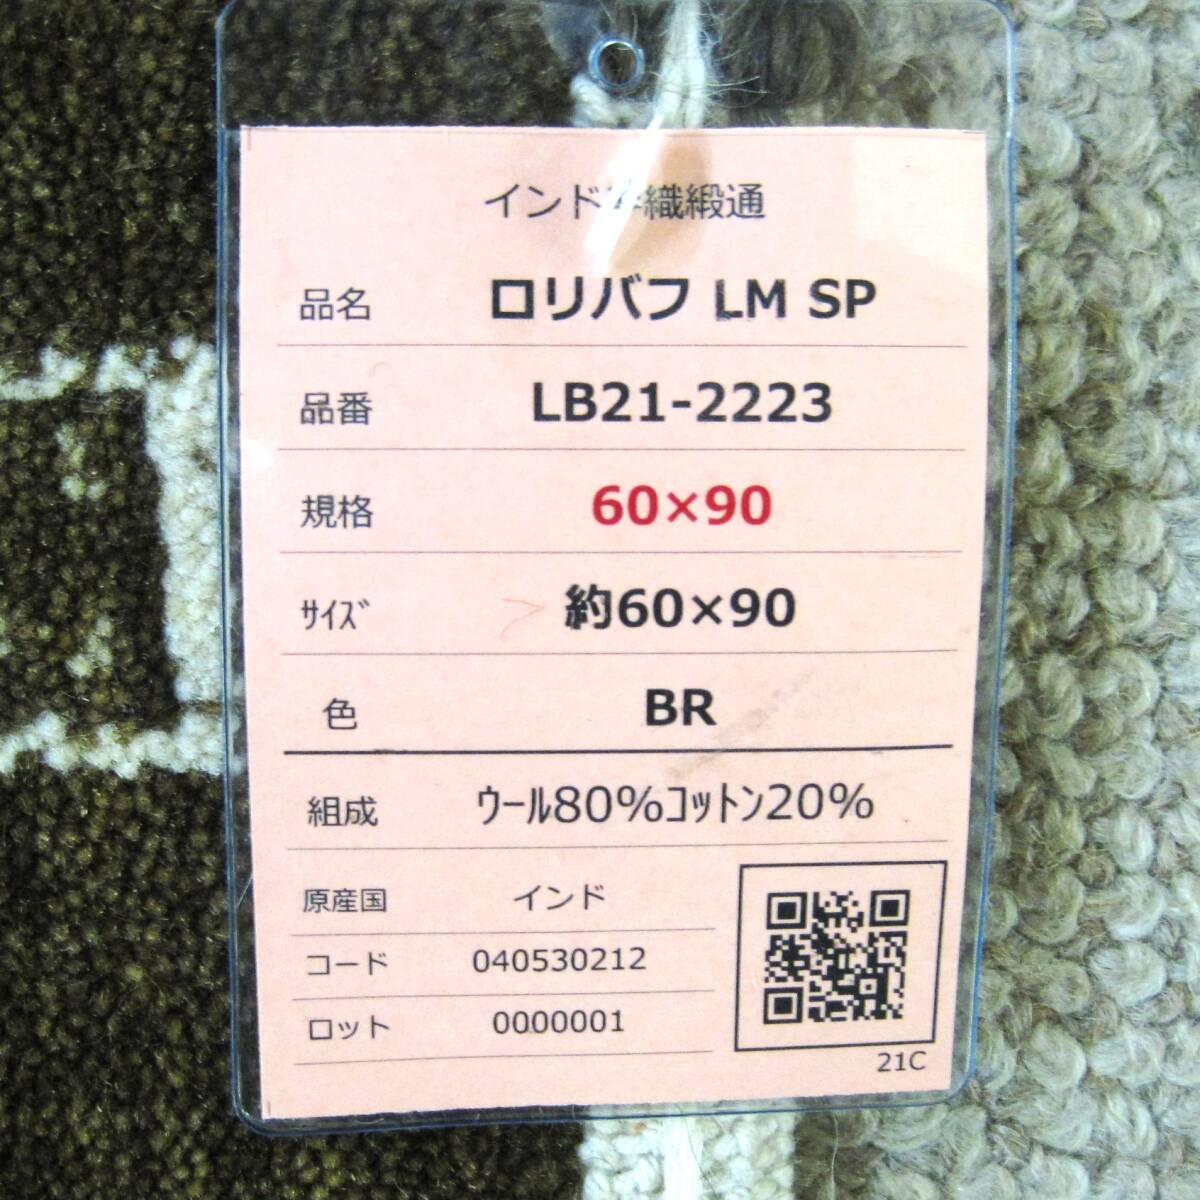 インド手織緞通
品名 ロリバフ LM SP
品番 LB21-2223
規格 60×90
ｻｲｽﾞ 約60×90
色 BR
組成 ｳｰﾙ80%ｺｯﾄﾝ20%
原産国 インド
コード 040530212
ロット 0000001
21C